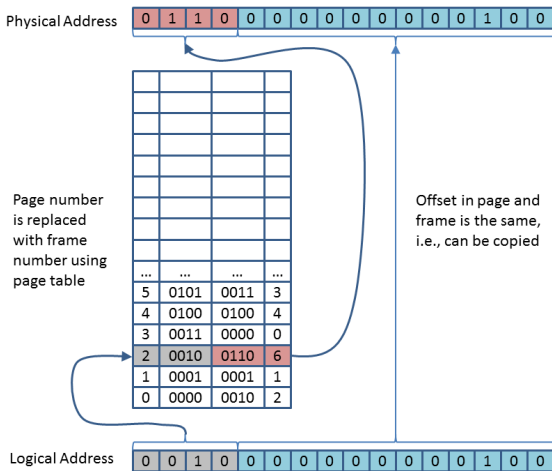 Physical Address 0 1 1 0 0 0 0 0 0 0 0 0 0 1 0 0
Page number
is replaced
with frame
number using
page table
Offset in page and
frame is the same,
i.e., can be copied
... ... ... ...
5 0101 0011 3
4 0100 0100 4
3 0011 0000 0
2 0010 0110 6
1 0001 0001 1
0 0000 0010 2
Logical Address 0 0 1 0 0 0 0 0 0 0 0 0 0 1 0 0